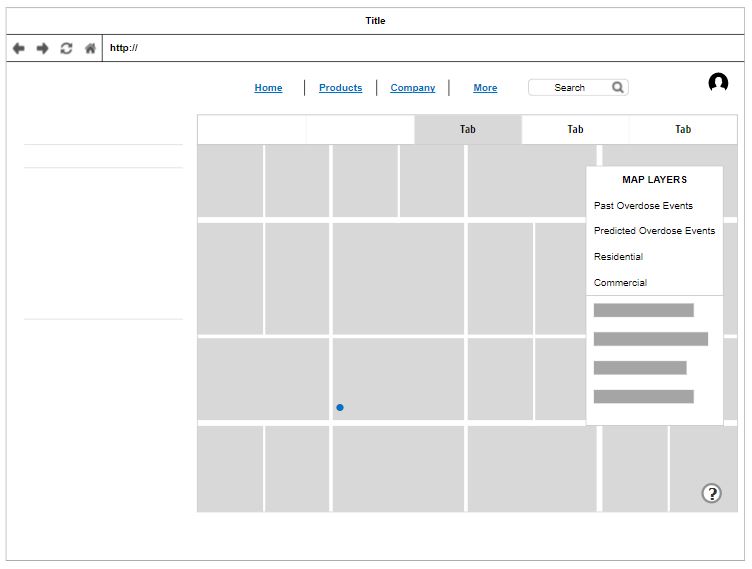 Title
http://
Home Products Company More Search
Tab Tab Tab
MAP LAYERS
Past Overdose Events
Predicted Overdose Events
Residential
Commercial
?